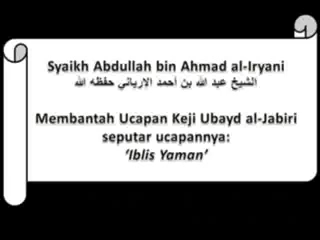 Syaikh Abdullah bin Ahmad al-Iryani
الشيخ عبد الله بن أحمد الإرياني حفظه الله
Membantah Ucapan Keji Ubayd al-Jabiri
seputar ucapannya:
'Iblis Yaman'